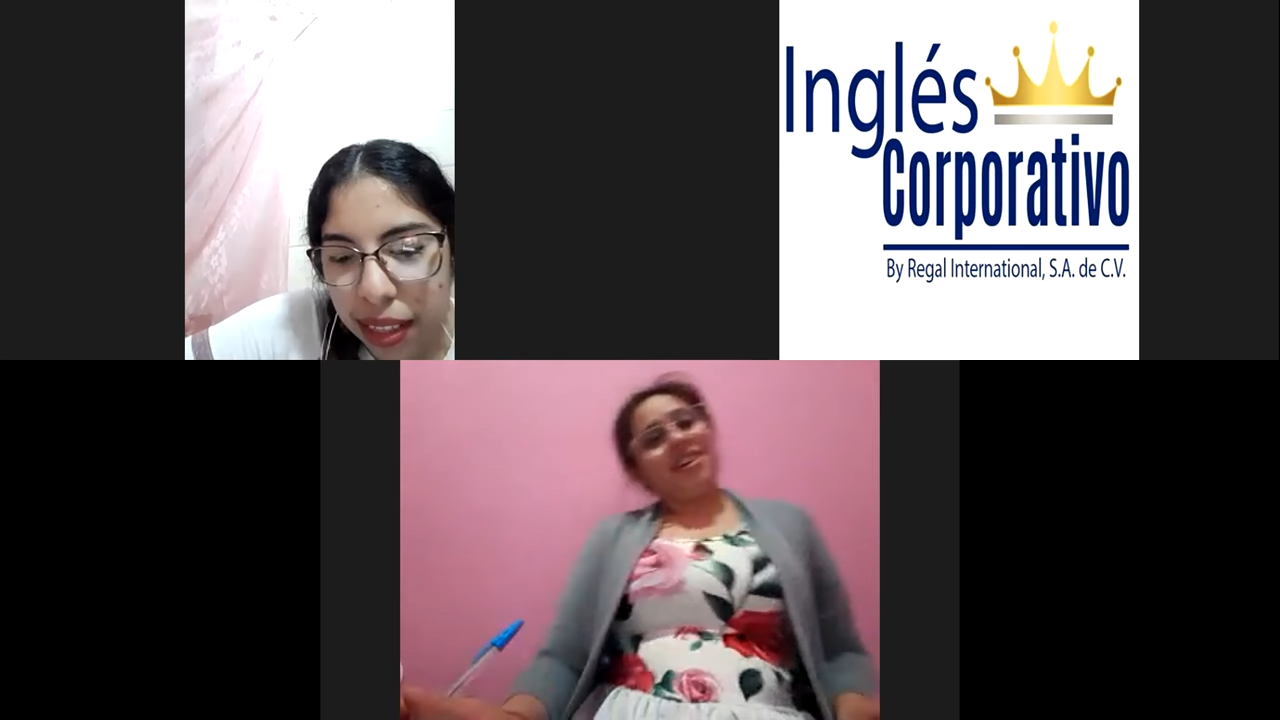 Inglés
Corporativo
By Regal International, S.A. de C.V.